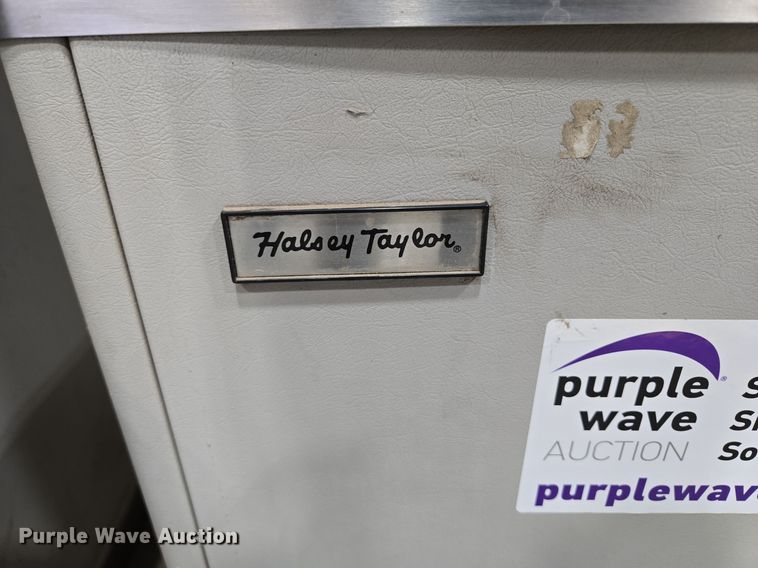 Halsey Taylor®
purple®
wave
AUCTION
purplewav
Purple Wave Auction